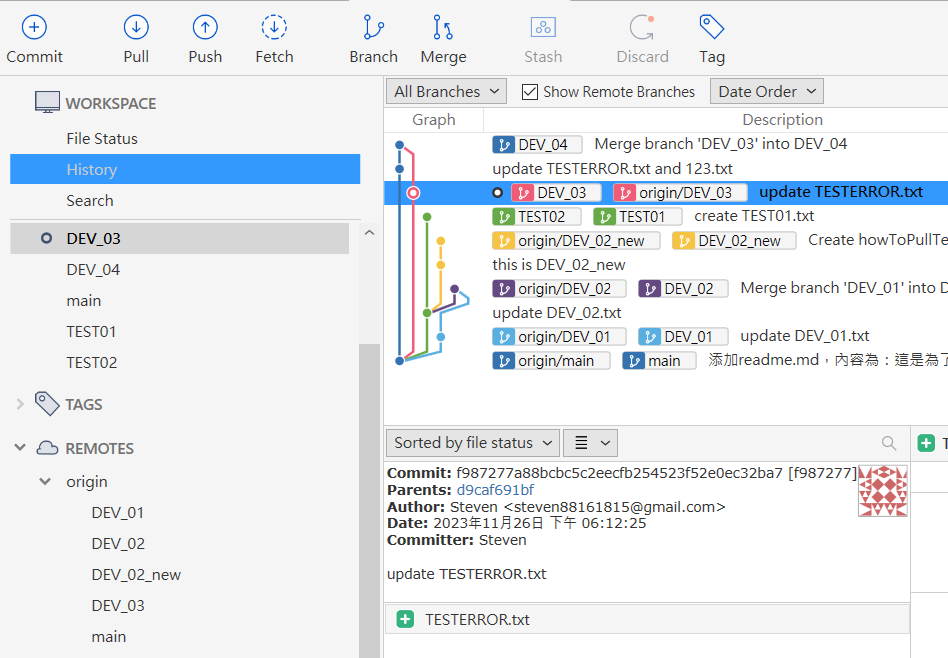 Commit Pull Push Fetch Branch Merge Stash Discard Tag
WORKSPACE
File Status
History
Search
DEV_03
DEV_04
main
TEST01
TEST02
TAGS
REMOTES
origin
DEV_01
DEV_02
DEV_02_new
DEV_03
main
All Branches Show Remote Branches Date Order
Graph Description
DEV_04 Merge branch 'DEV_03' into DEV_04
update TESTERROR.txt and 123.txt
DEV_03 origin/DEV_03 update TESTERROR.txt
TEST02 TEST01 create TEST01.txt
origin/DEV_02_new DEV_02_new Create howToPullTe
this is DEV_02_new
origin/DEV_02 DEV_02 Merge branch 'DEV_01' into D
update DEV_02.txt
origin/DEV_01 DEV_01 update DEV_01.txt
origin/main main 添加readme.md，內容為：這是為了
Sorted by file status
Commit: f987277a88bcbc5c2eecfb254523f52e0ec32ba7 [f987277]
Parents: d9caf691bf
Author: Steven <steven88161815@gmail.com>
Date: 2023年11月26日 下午 06:12:25
Committer: Steven
update TESTERROR.txt
TESTERROR.txt